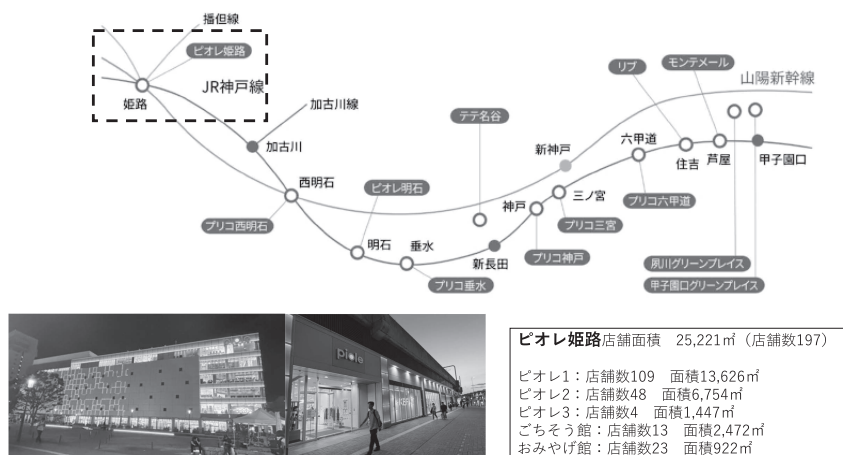 播但線
ピオレ姫路
JR神戸線
姫路
加古川線
加古川
西明石
プリコ西明石
ピオレ明石
明石
垂水
プリコ垂水
テテ名谷
新長田
神戸
プリコ神戸
新神戸
三ノ宮
プリコ三宮
六甲道
プリコ六甲道
リブ
住吉
モンテメール
芦屋
山陽新幹線
甲子園口
夙川グリーンプレイス
甲子園口グリーンプレイス
piole
ピオレ姫路店舗面積　25,221㎡（店舗数197）
ピオレ1：店舗数109　面積13,626㎡
ピオレ2：店舗数48　面積6,754㎡
ピオレ3：店舗数4　面積1,447㎡
ごちそう館：店舗数13　面積2,472㎡
おみやげ館：店舗数23　面積922㎡